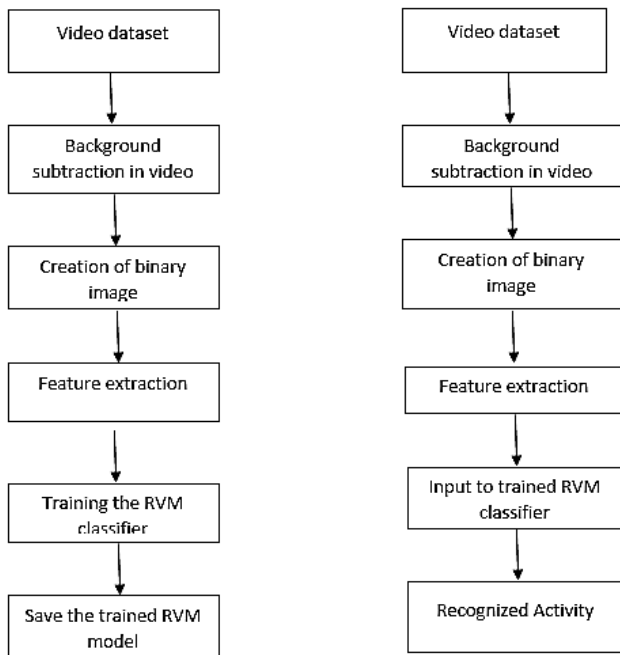 Video dataset
Background
subtraction in video
Creation of binary
image
Feature extraction
Training the RVM
classifier
Save the trained RVM
model
Video dataset
Background
subtraction in video
Creation of binary
image
Feature extraction
Input to trained RVM
classifier
Recognized Activity